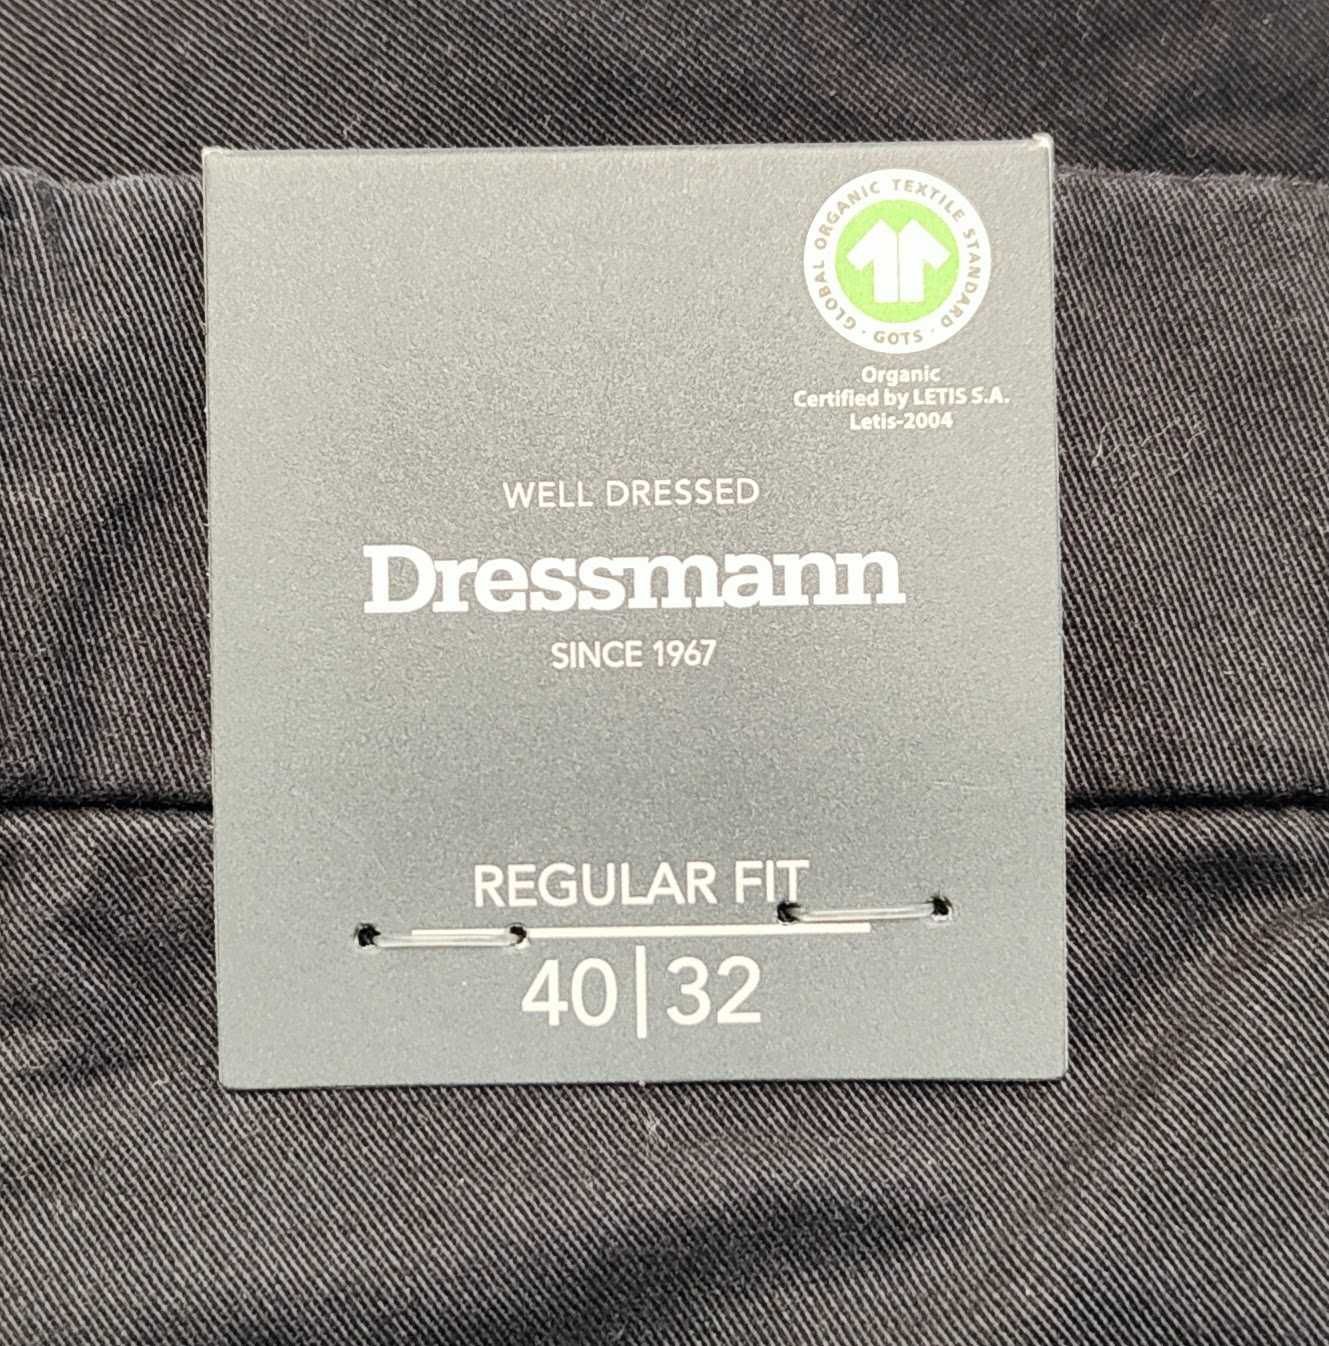 GLOBAL ORGANIC TEXTILE STANDARD · GOTS ·
Organic
Certified by LETIS S.A.
Letis-2004
WELL DRESSED
Dressmann
SINCE 1967
REGULAR FIT
40|32